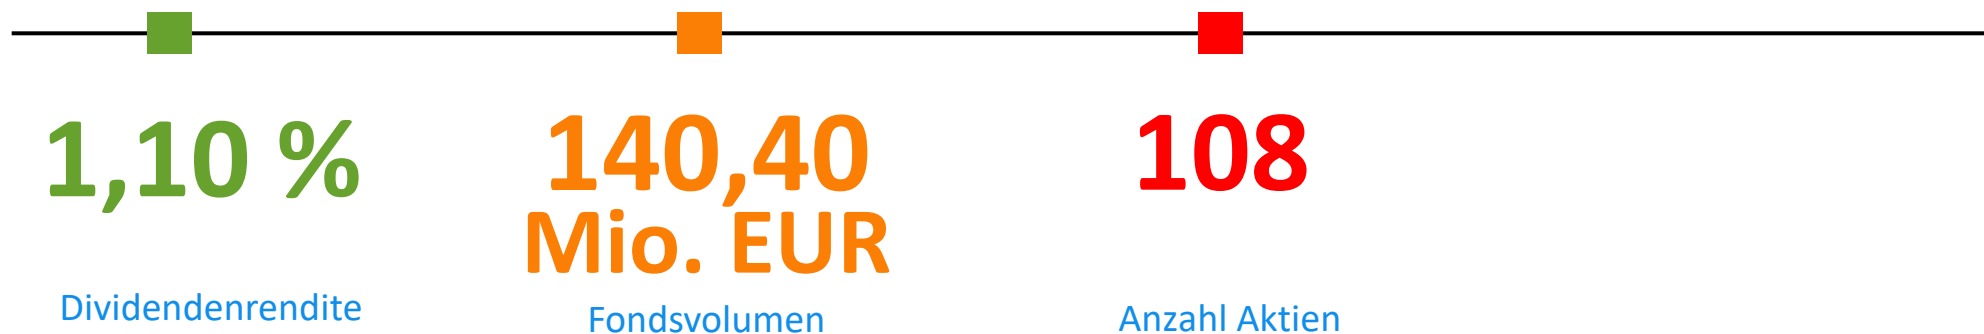 1,10 %
Dividendenrendite
140,40
Mio. EUR
Fondsvolumen
108
Anzahl Aktien